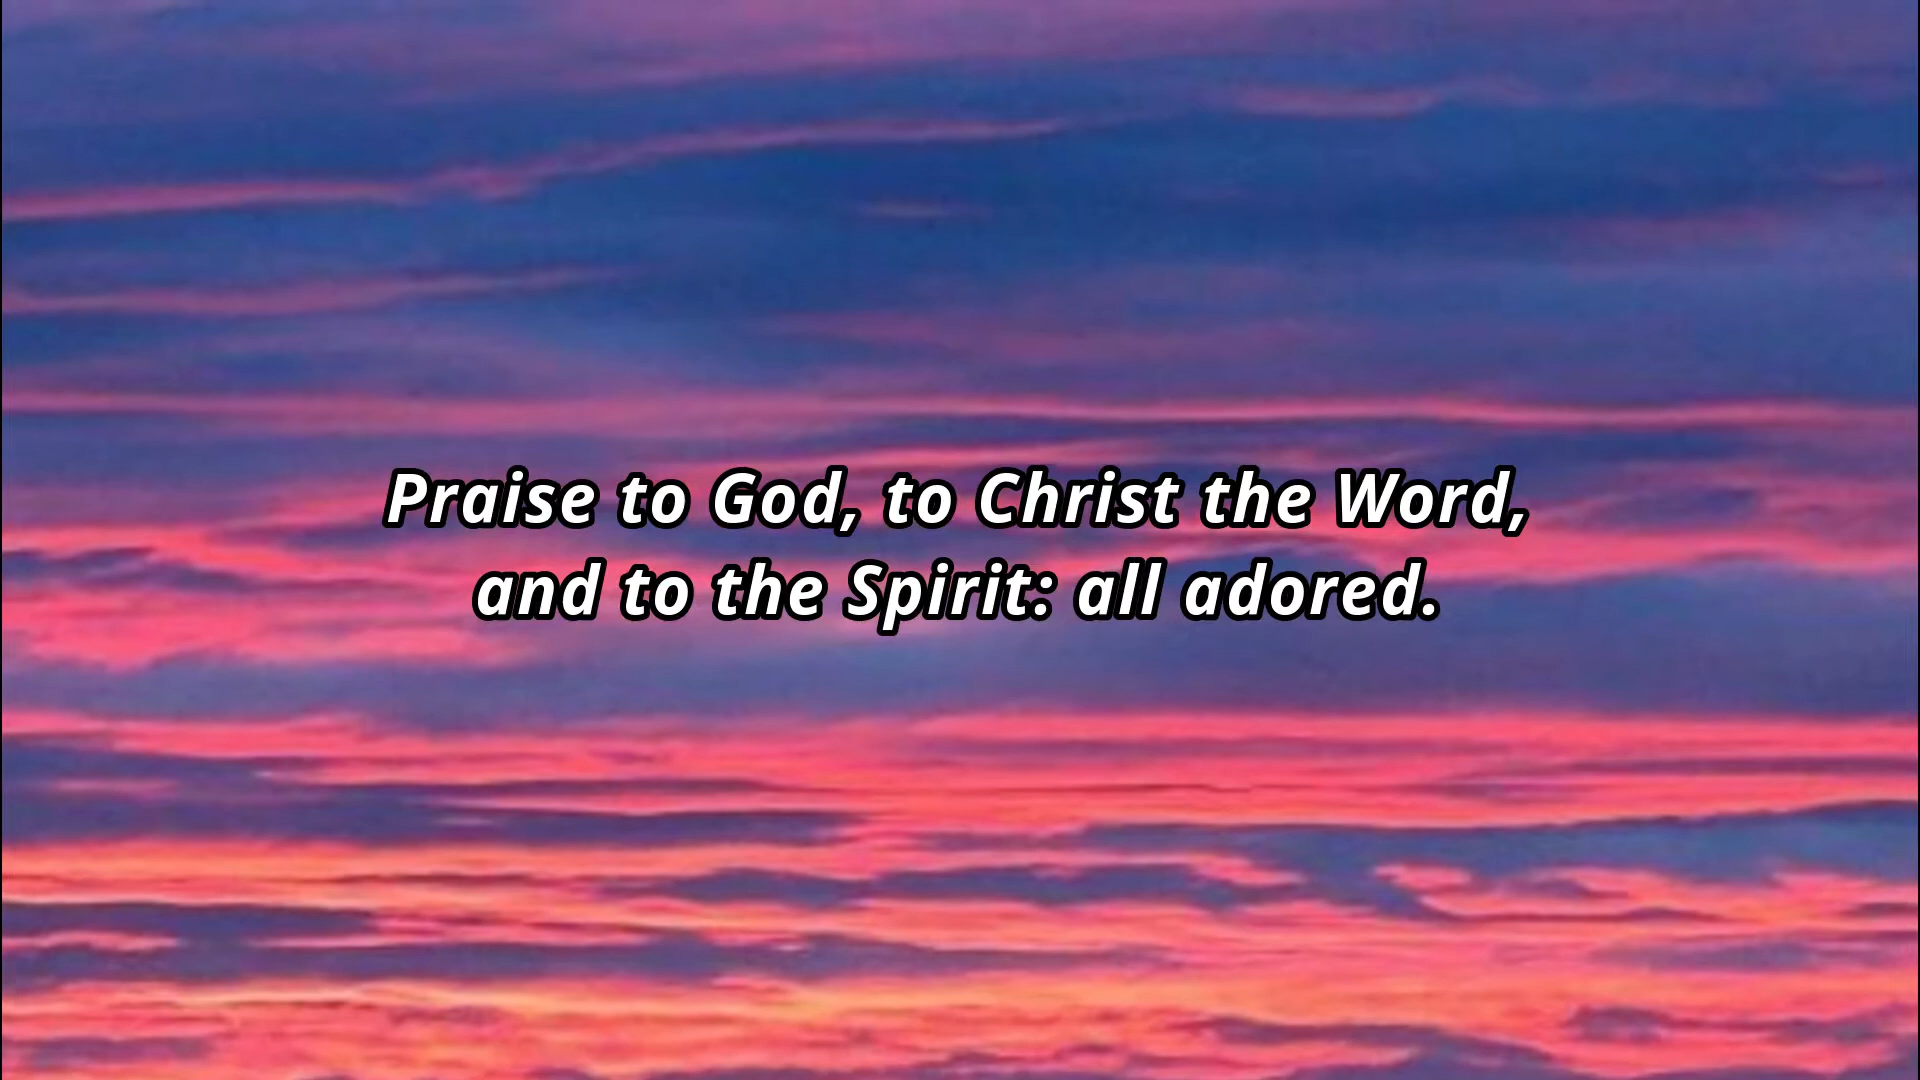 Praise to God, to Christ the Word,
and to the Spirit: all adored.